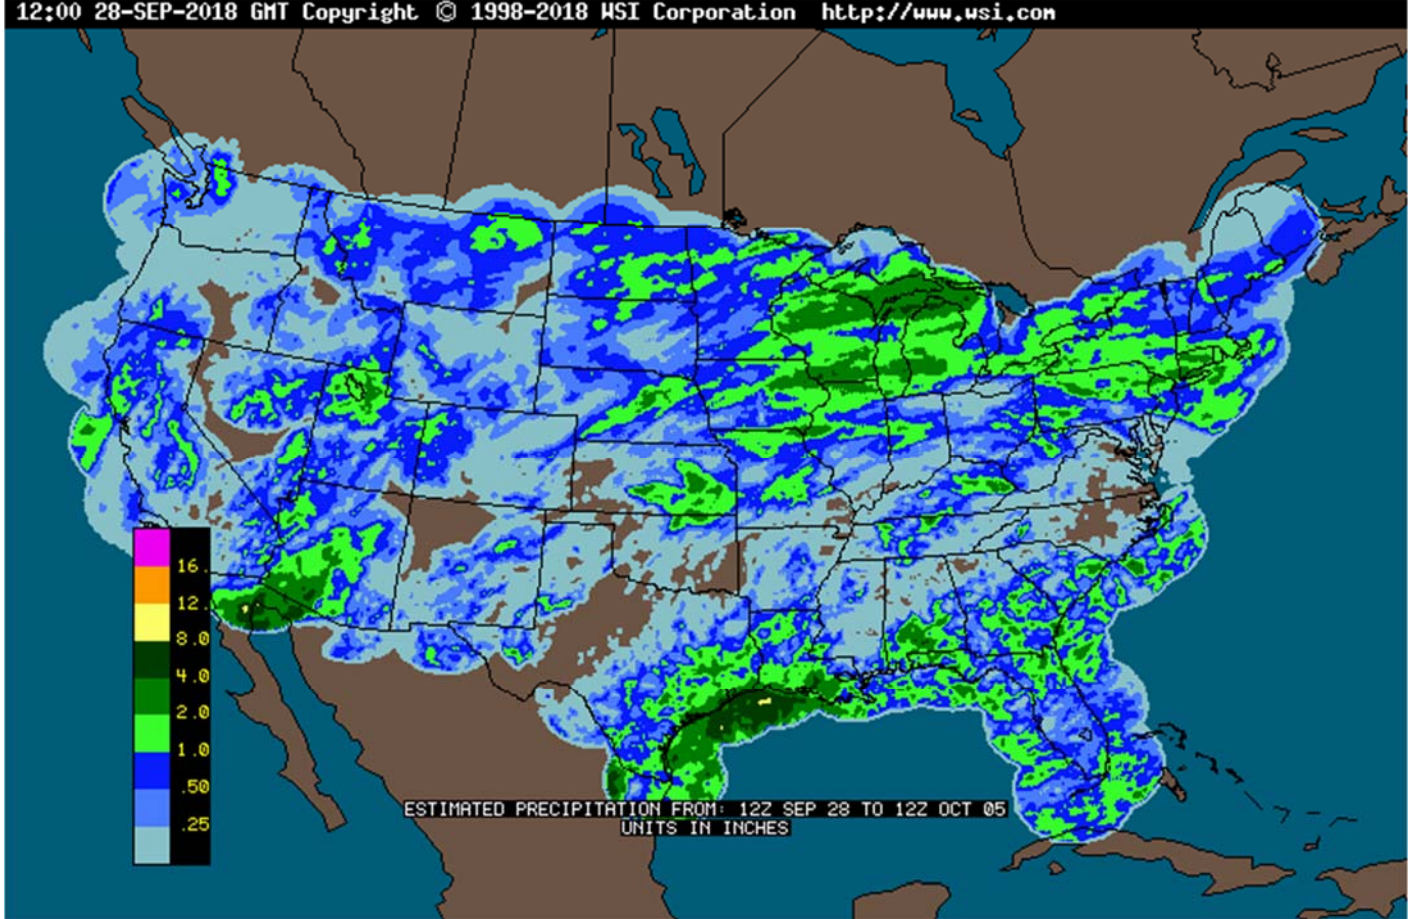 12:00 28-SEP-2018 GMT Copyright © 1998-2018 WSI Corporation http://www.wsi.com
16.
12.
8.0
4.0
2.0
1.0
.50
.25
ESTIMATED PRECIPITATION FROM: 12Z SEP 28 TO 12Z OCT 05
UNITS IN INCHES